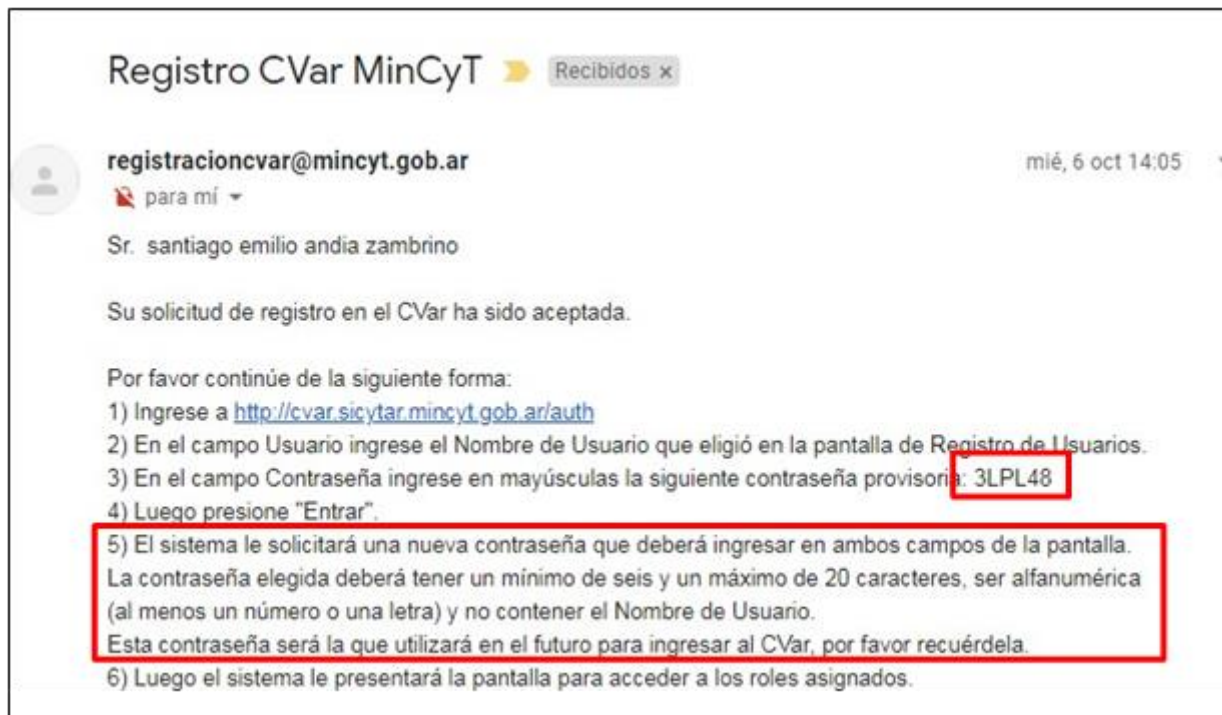 Registro CVar MinCyT Recibidos x
registracioncvar@mincyt.gob.ar mié, 6 oct 14:05
para mí
Sr. santiago emilio andia zambrino
Su solicitud de registro en el CVar ha sido aceptada.
Por favor continúe de la siguiente forma:
1) Ingrese a http://cvar.sicytar.mincyt.gob.ar/auth
2) En el campo Usuario ingrese el Nombre de Usuario que eligió en la pantalla de Registro de Usuarios.
3) En el campo Contraseña ingrese en mayúsculas la siguiente contraseña provisoria: 3LPL48
4) Luego presione "Entrar".
5) El sistema le solicitará una nueva contraseña que deberá ingresar en ambos campos de la pantalla.
La contraseña elegida deberá tener un mínimo de seis y un máximo de 20 caracteres, ser alfanumérica
(al menos un número o una letra) y no contener el Nombre de Usuario.
Esta contraseña será la que utilizará en el futuro para ingresar al CVar, por favor recuérdela.
6) Luego el sistema le presentará la pantalla para acceder a los roles asignados.